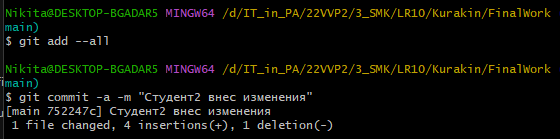 Nikita@DESKTOP-BGADAR5 MINGW64 /d/IT_in_PA/22VVP2/3_SMK/LR10/Kurakin/FinalWork
main)
$ git add --all
Nikita@DESKTOP-BGADAR5 MINGW64 /d/IT_in_PA/22VVP2/3_SMK/LR10/Kurakin/FinalWork
main)
$ git commit -a -m "Студент2 внес изменения"
[main 752247c] Студент2 внес изменения
1 file changed, 4 insertions(+), 1 deletion(-)